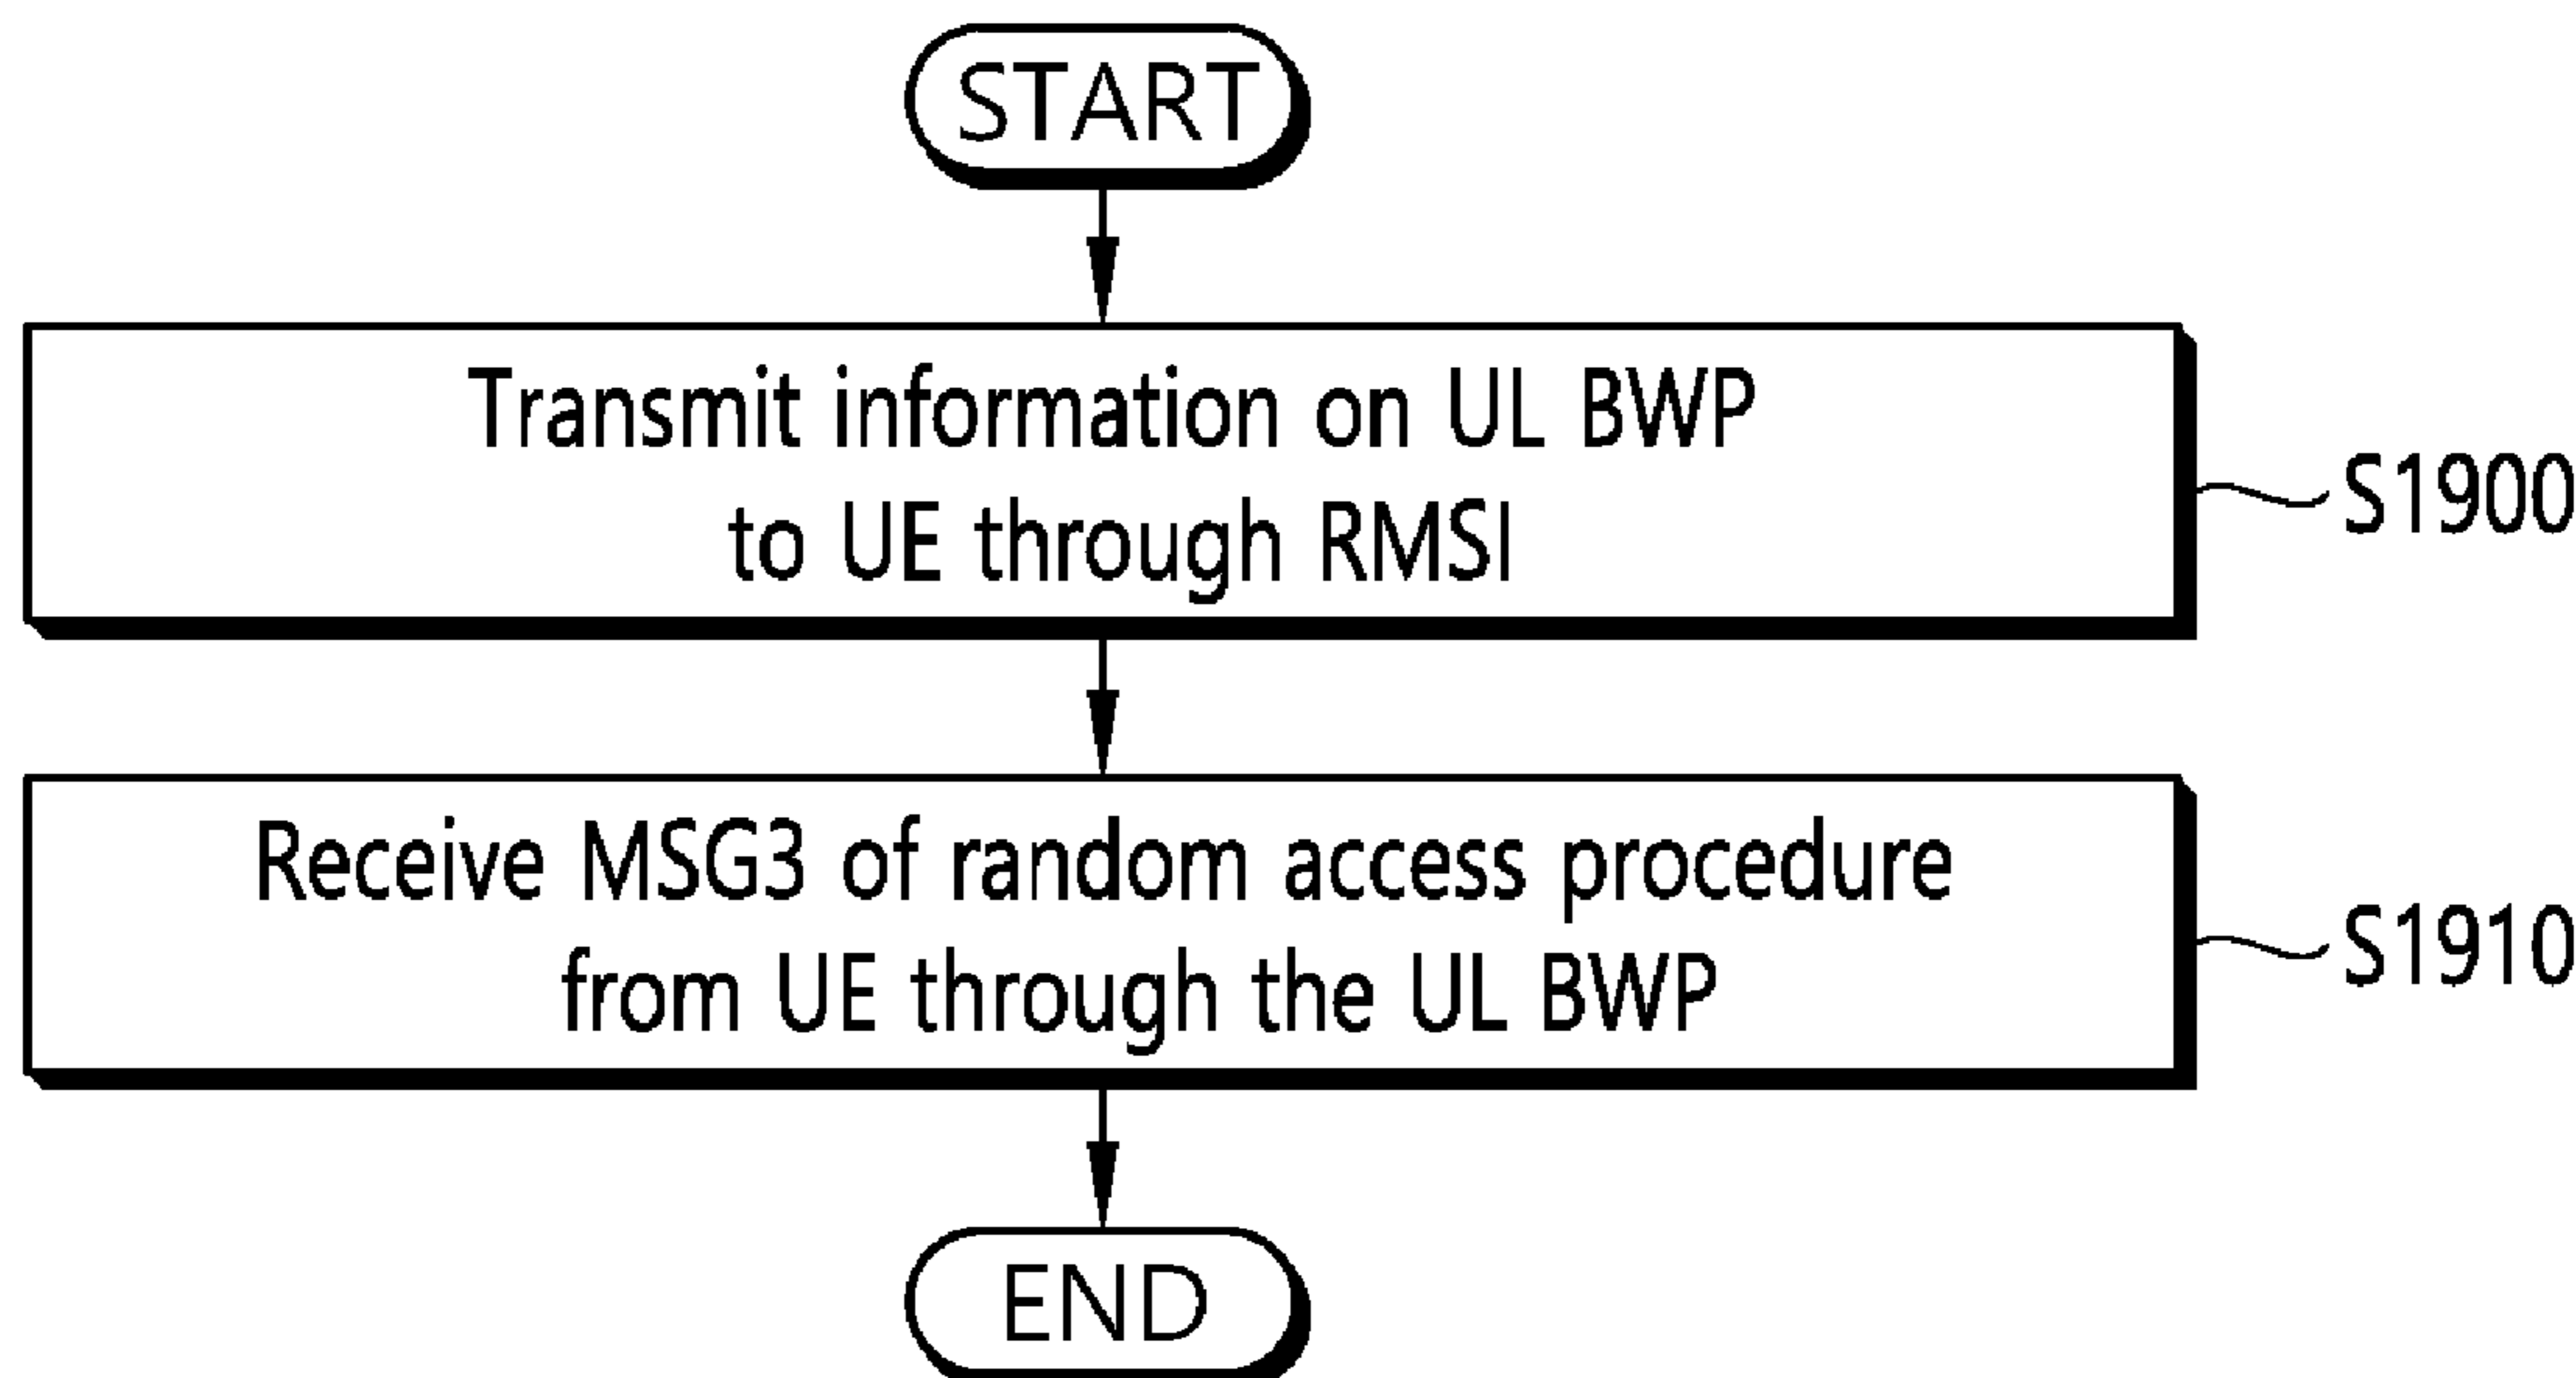 START
Transmit information on UL BWP
to UE through RMSI
S1900
Receive MSG3 of random access procedure
from UE through the UL BWP
S1910
END